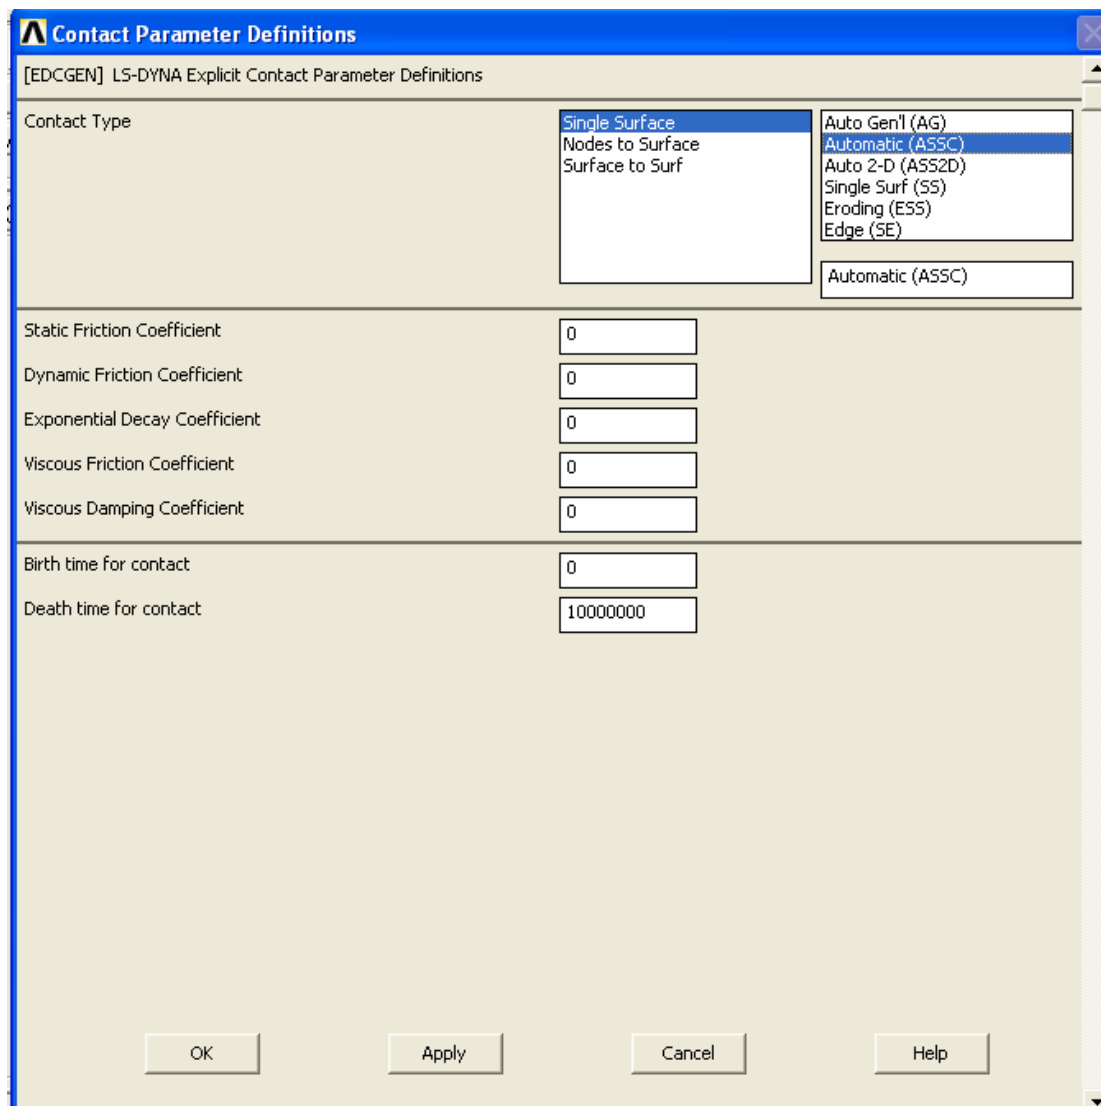 Contact Parameter Definitions
[EDCGEN] LS-DYNA Explicit Contact Parameter Definitions
Contact Type
Single Surface
Nodes to Surface
Surface to Surf
Auto Gen'l (AG)
Automatic (ASSC)
Auto 2-D (ASS2D)
Single Surf (SS)
Eroding (ESS)
Edge (SE)
Automatic (ASSC)
Static Friction Coefficient 0
Dynamic Friction Coefficient 0
Exponential Decay Coefficient 0
Viscous Friction Coefficient 0
Viscous Damping Coefficient 0
Birth time for contact 0
Death time for contact 10000000
OK Apply Cancel Help